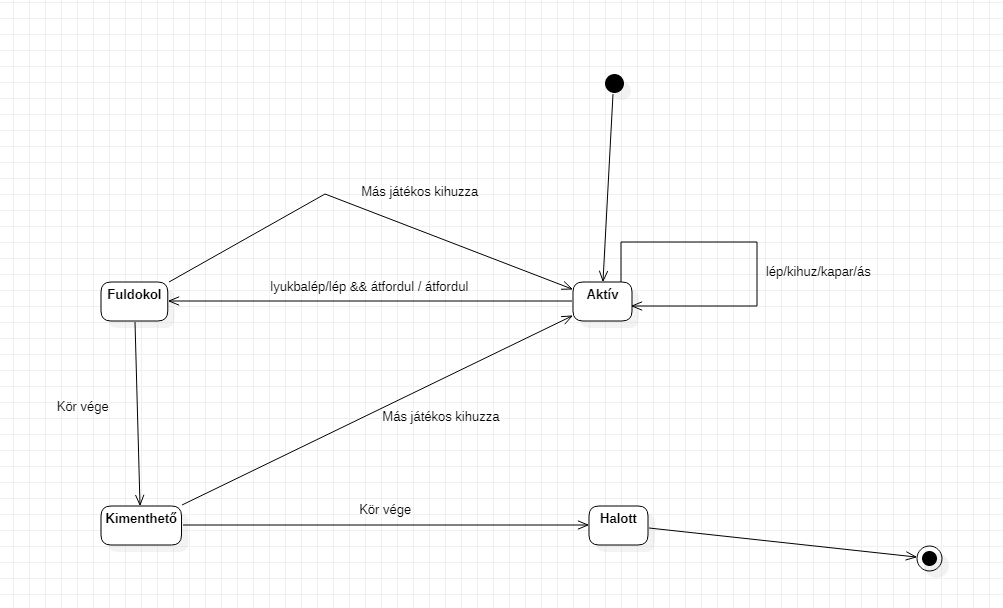 Más játékos kihuzza
lép/kihuz/kapar/ás
lyukbalép/lép && átfordul / átfordul
Fuldokol
Aktív
Kör vége
Más játékos kihuzza
Kör vége
Kimenthető
Halott